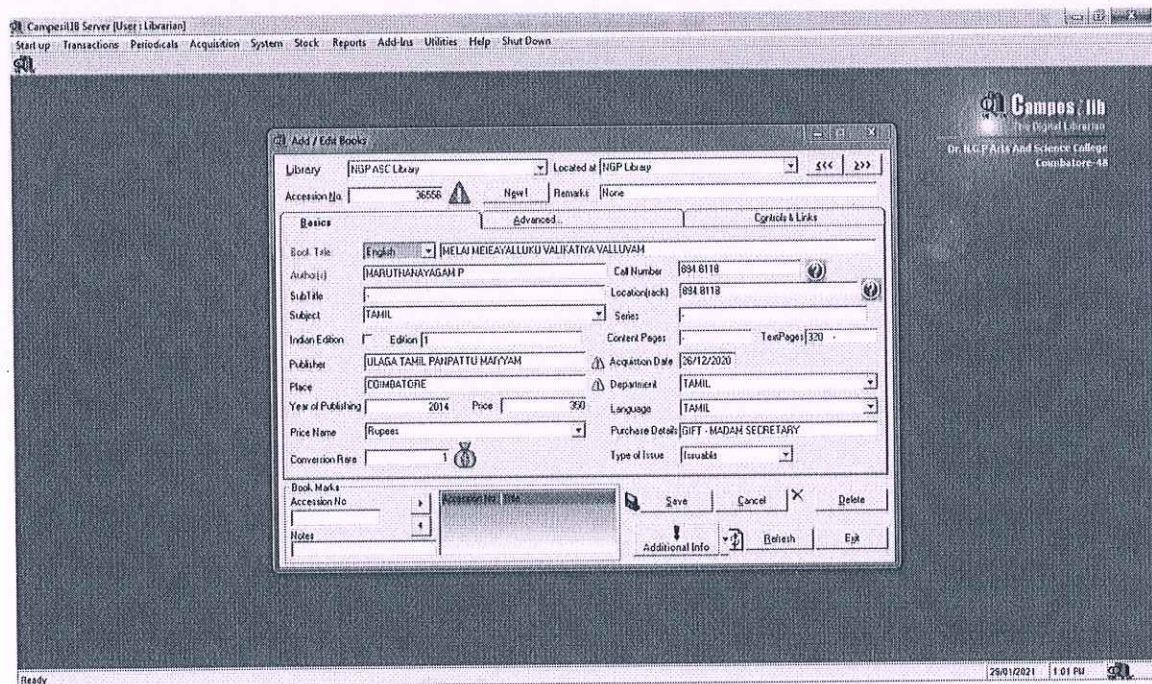 CampesilIB Server [User : Librarian]
Start up Transactions Periodicals Acquisition System Stock Reports Add-Ins Utilities Help Shut Down
Campes/lib
The Digital Librarian
Dr. N.G.P Arts And Science College
Coimbatore-48
Add / Edit Books
Library NGP ASC Library Located at NGP Library <<< >>>
Accession No. 36556 New! Remarks None
Basics Advanced... Controls & Links
Book Title English MELAI MEIEAYALLUKU VALIKATIYA VALLUVAM
Author(s) MARUTHANAYAGAM P Call Number 894.8118
SubTitle . Location(rack) 894.8118
Subject TAMIL Series .
Indian Edition Edition 1 Content Pages . TextPages 320 .
Publisher ULAGA TAMIL PANPATTU MAIYYAM Acquistion Date 26/12/2020
Place COIMBATORE Department TAMIL
Year of Publishing 2014 Price 350 Language TAMIL
Price Name Rupees Purchase Details GIFT - MADAM SECRETARY
Conversion Rare 1 Type of Issue Issuable
Book Marks
Accession No Accession No Title Save Cancel Delete
Notes Additional Info Refresh Exit
Ready 29/01/2021 1:01 PM